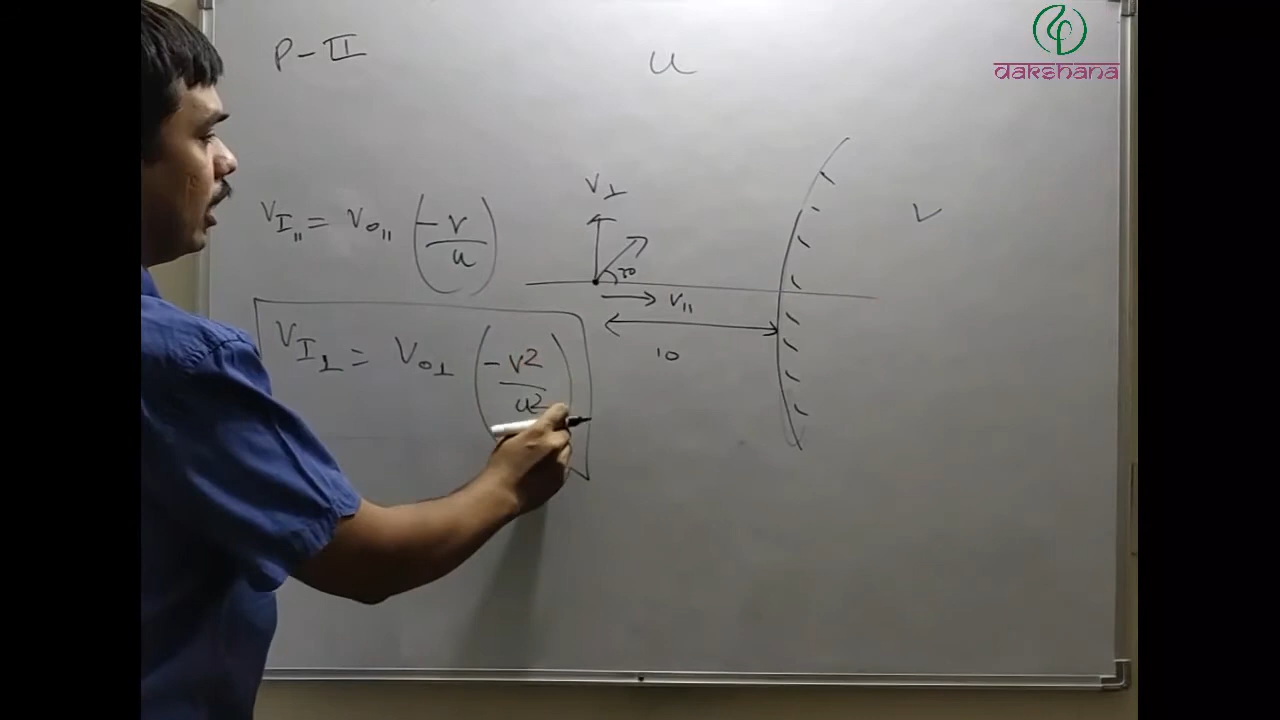 P-II
u
dakshana
V⊥
V_I∥ = V_O∥ (-v/u)
30
V∥
V
V_I⊥ = V_O⊥ (-v²/u²)
10